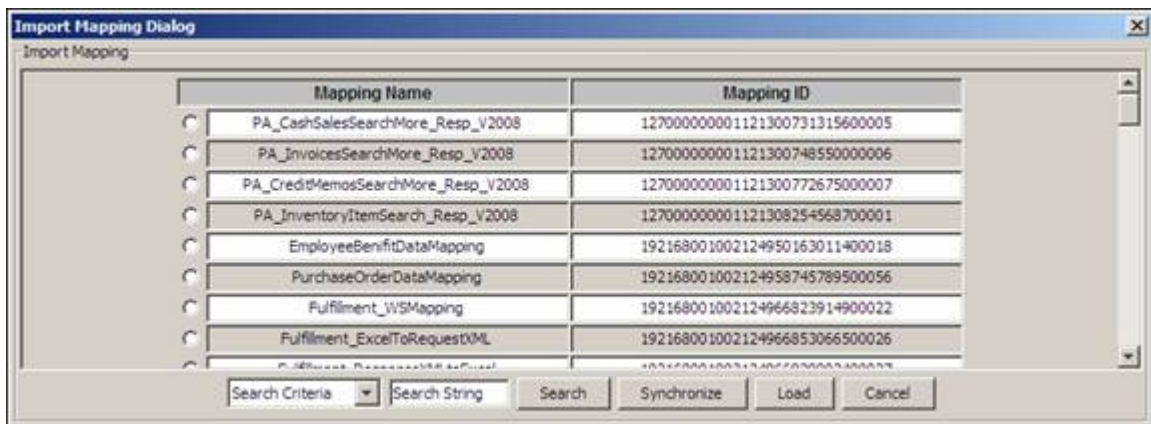 Import Mapping Dialog
Import Mapping
Mapping Name Mapping ID
PA_CashSalesSearchMore_Resp_V2008 127000000001121300731315600005
PA_InvoicesSearchMore_Resp_V2008 127000000001121300748550000006
PA_CreditMemosSearchMore_Resp_V2008 127000000001121300772675000007
PA_InventoryItemSearch_Resp_V2008 127000000001121308254568700001
EmployeeBenifitDataMapping 192168001002124950163011400018
PurchaseOrderDataMapping 192168001002124958745789500056
Fulfillment_WSMapping 192168001002124966823914900022
Fulfillment_ExcelToRequestXML 192168001002124966853066500026
Search Criteria Search String Search Synchronize Load Cancel